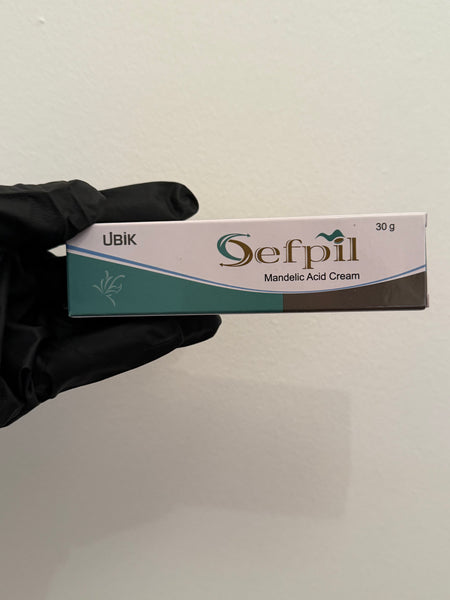 UBiK
30 g
Sefpil
Mandelic Acid Cream